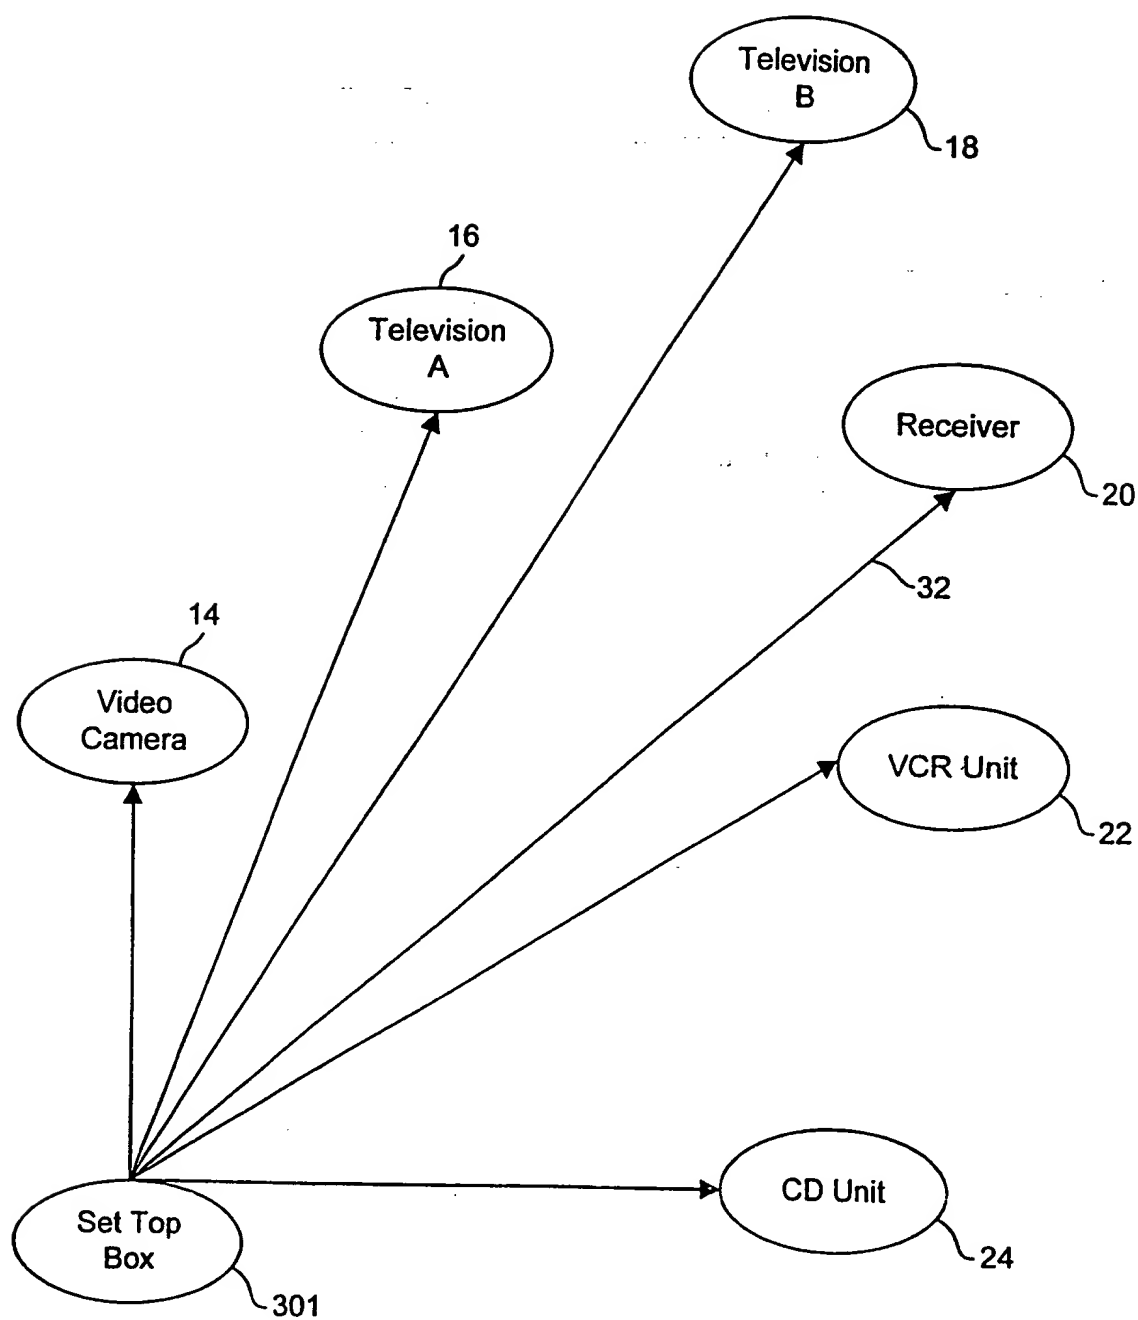 Television
B
18
16
Television
A
Receiver
20
32
14
Video
Camera
VCR Unit
22
CD Unit
24
Set Top
Box
301